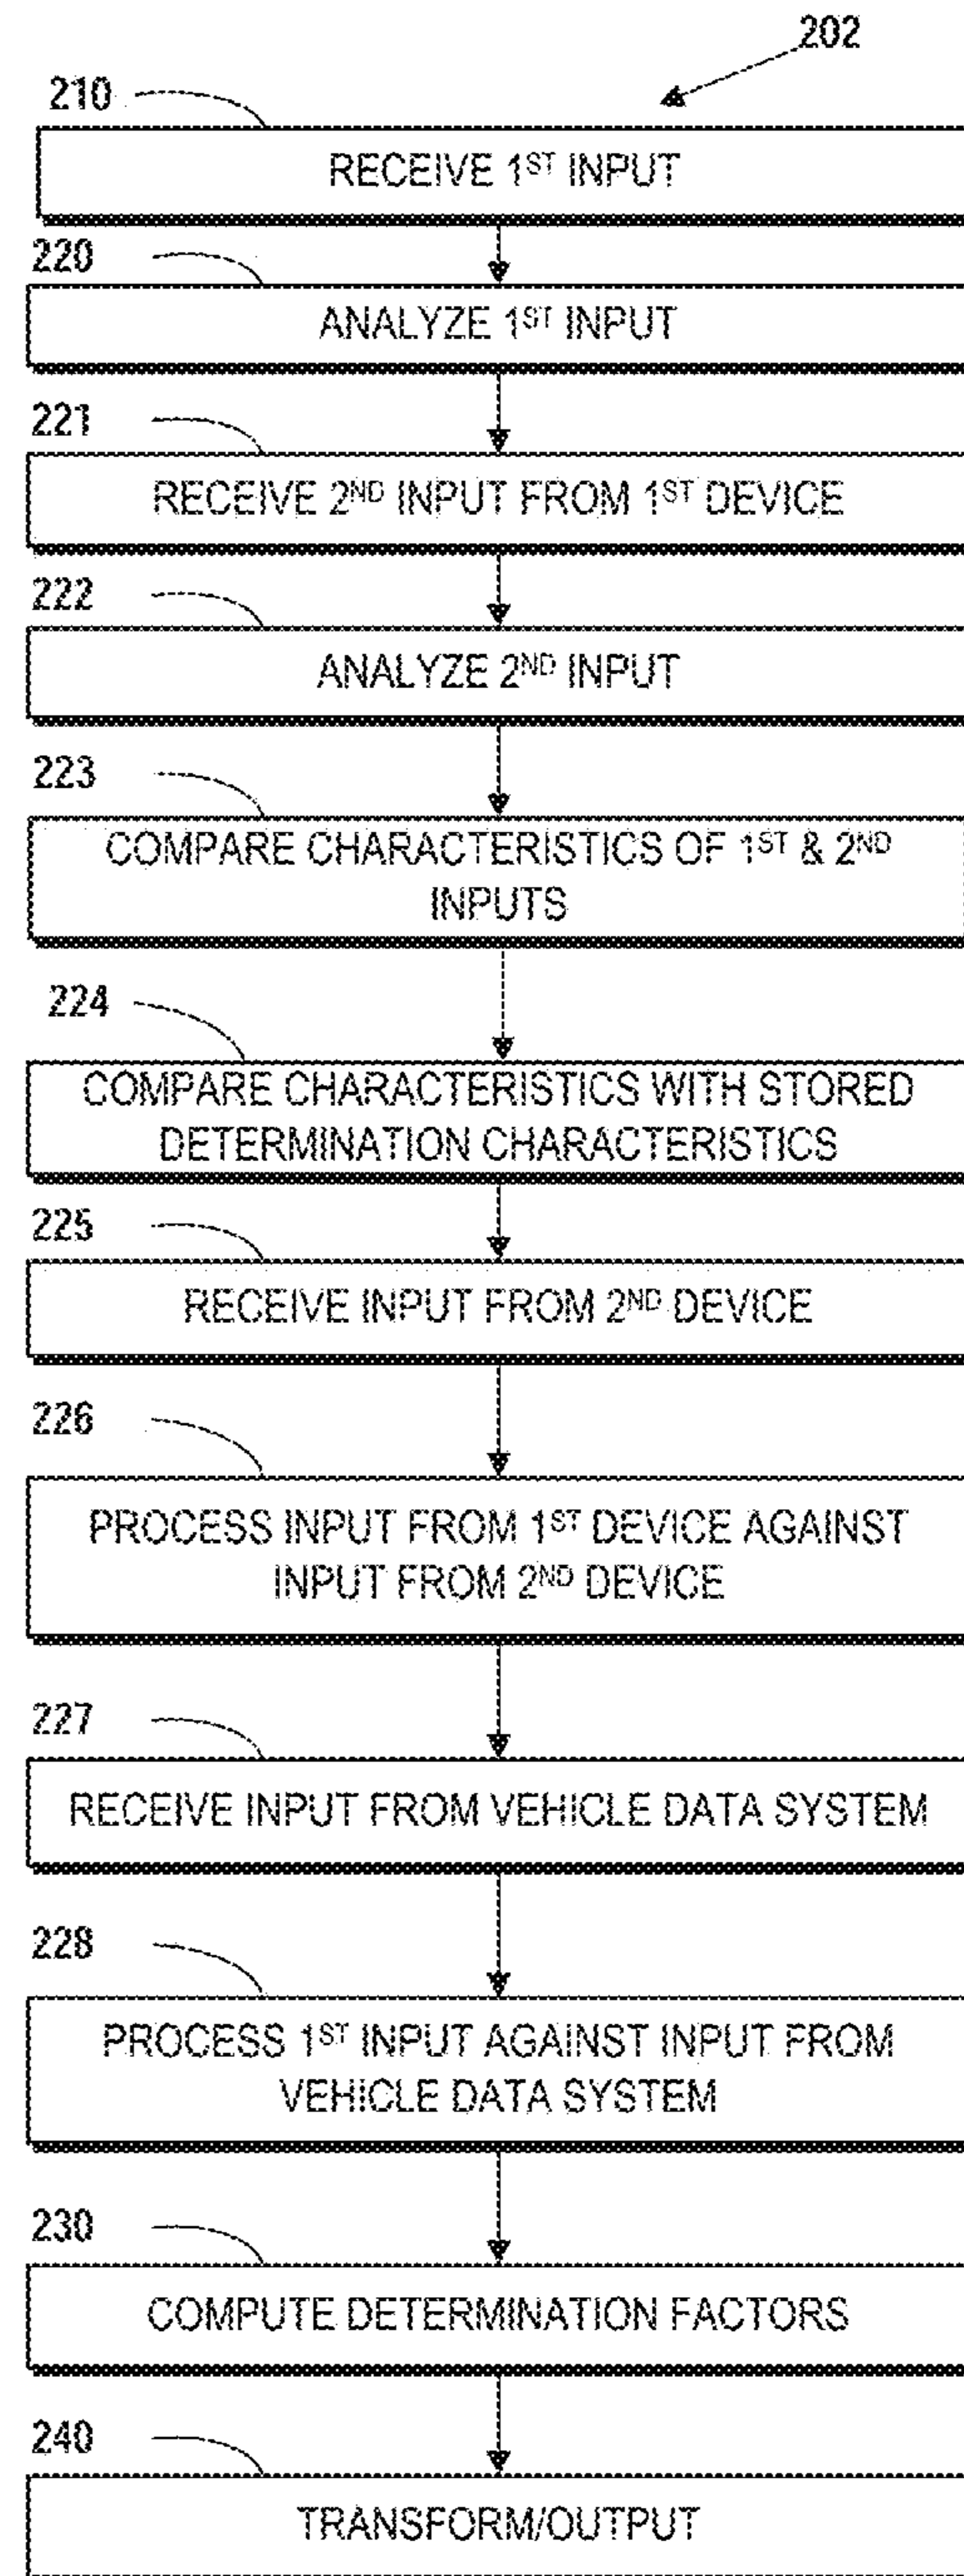 202
210
RECEIVE 1ST INPUT
220
ANALYZE 1ST INPUT
221
RECEIVE 2ND INPUT FROM 1ST DEVICE
222
ANALYZE 2ND INPUT
223
COMPARE CHARACTERISTICS OF 1ST & 2ND
INPUTS
224
COMPARE CHARACTERISTICS WITH STORED
DETERMINATION CHARACTERISTICS
225
RECEIVE INPUT FROM 2ND DEVICE
226
PROCESS INPUT FROM 1ST DEVICE AGAINST
INPUT FROM 2ND DEVICE
227
RECEIVE INPUT FROM VEHICLE DATA SYSTEM
228
PROCESS 1ST INPUT AGAINST INPUT FROM
VEHICLE DATA SYSTEM
230
COMPUTE DETERMINATION FACTORS
240
TRANSFORM/OUTPUT